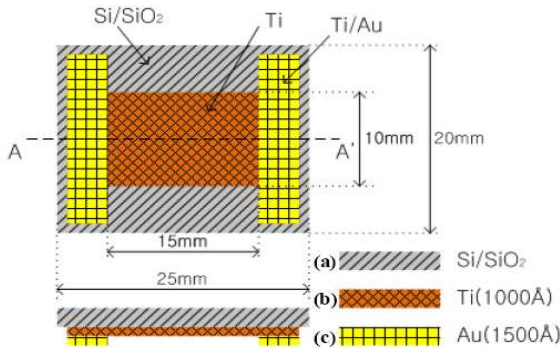 Si/SiO₂
Ti
Ti/Au
A
A'
10mm
20mm
15mm
25mm
(a) Si/SiO₂
(b) Ti(1000Å)
(c) Au(1500Å)